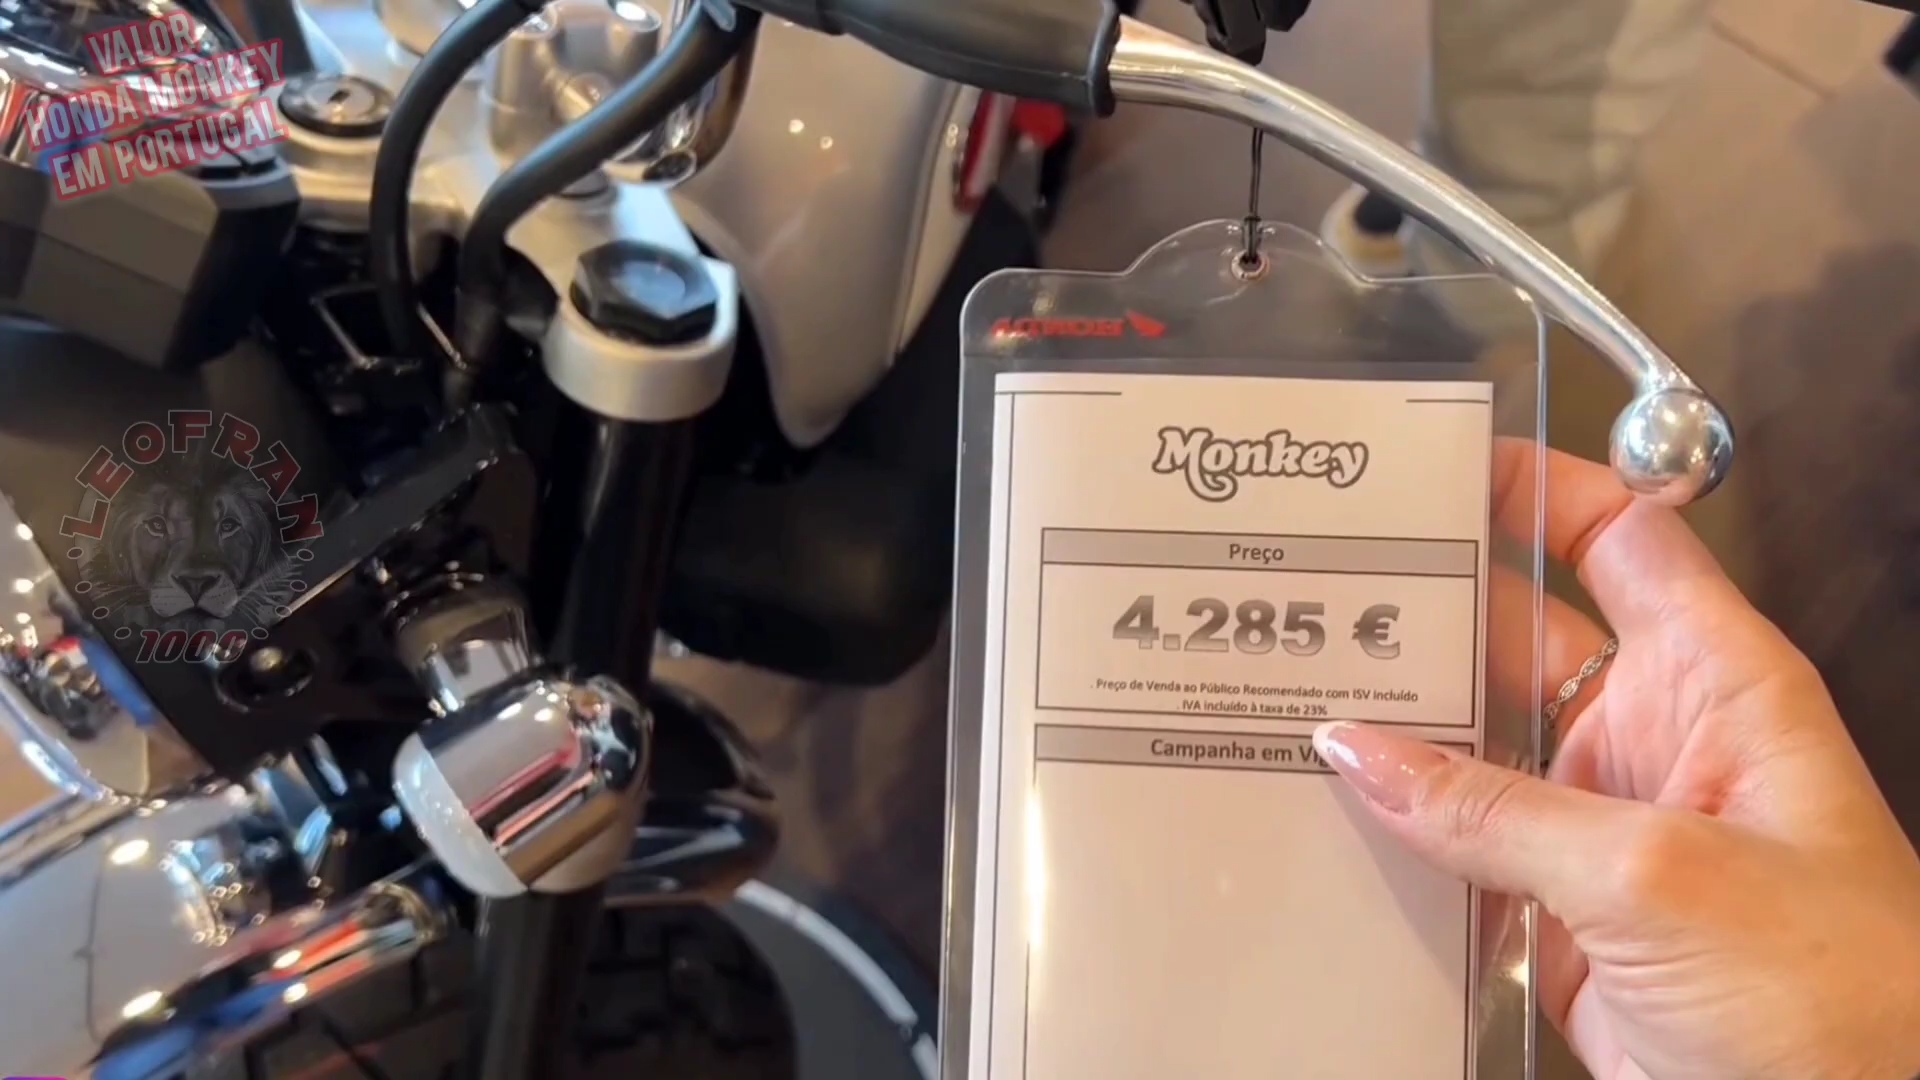 VALOR
HONDA MONKEY
EM PORTUGAL
LEOFRAN
1000
HONDA
Monkey
Preço
4.285 €
. Preço de Venda ao Público Recomendado com ISV incluído
. IVA incluído à taxa de 23%
Campanha em